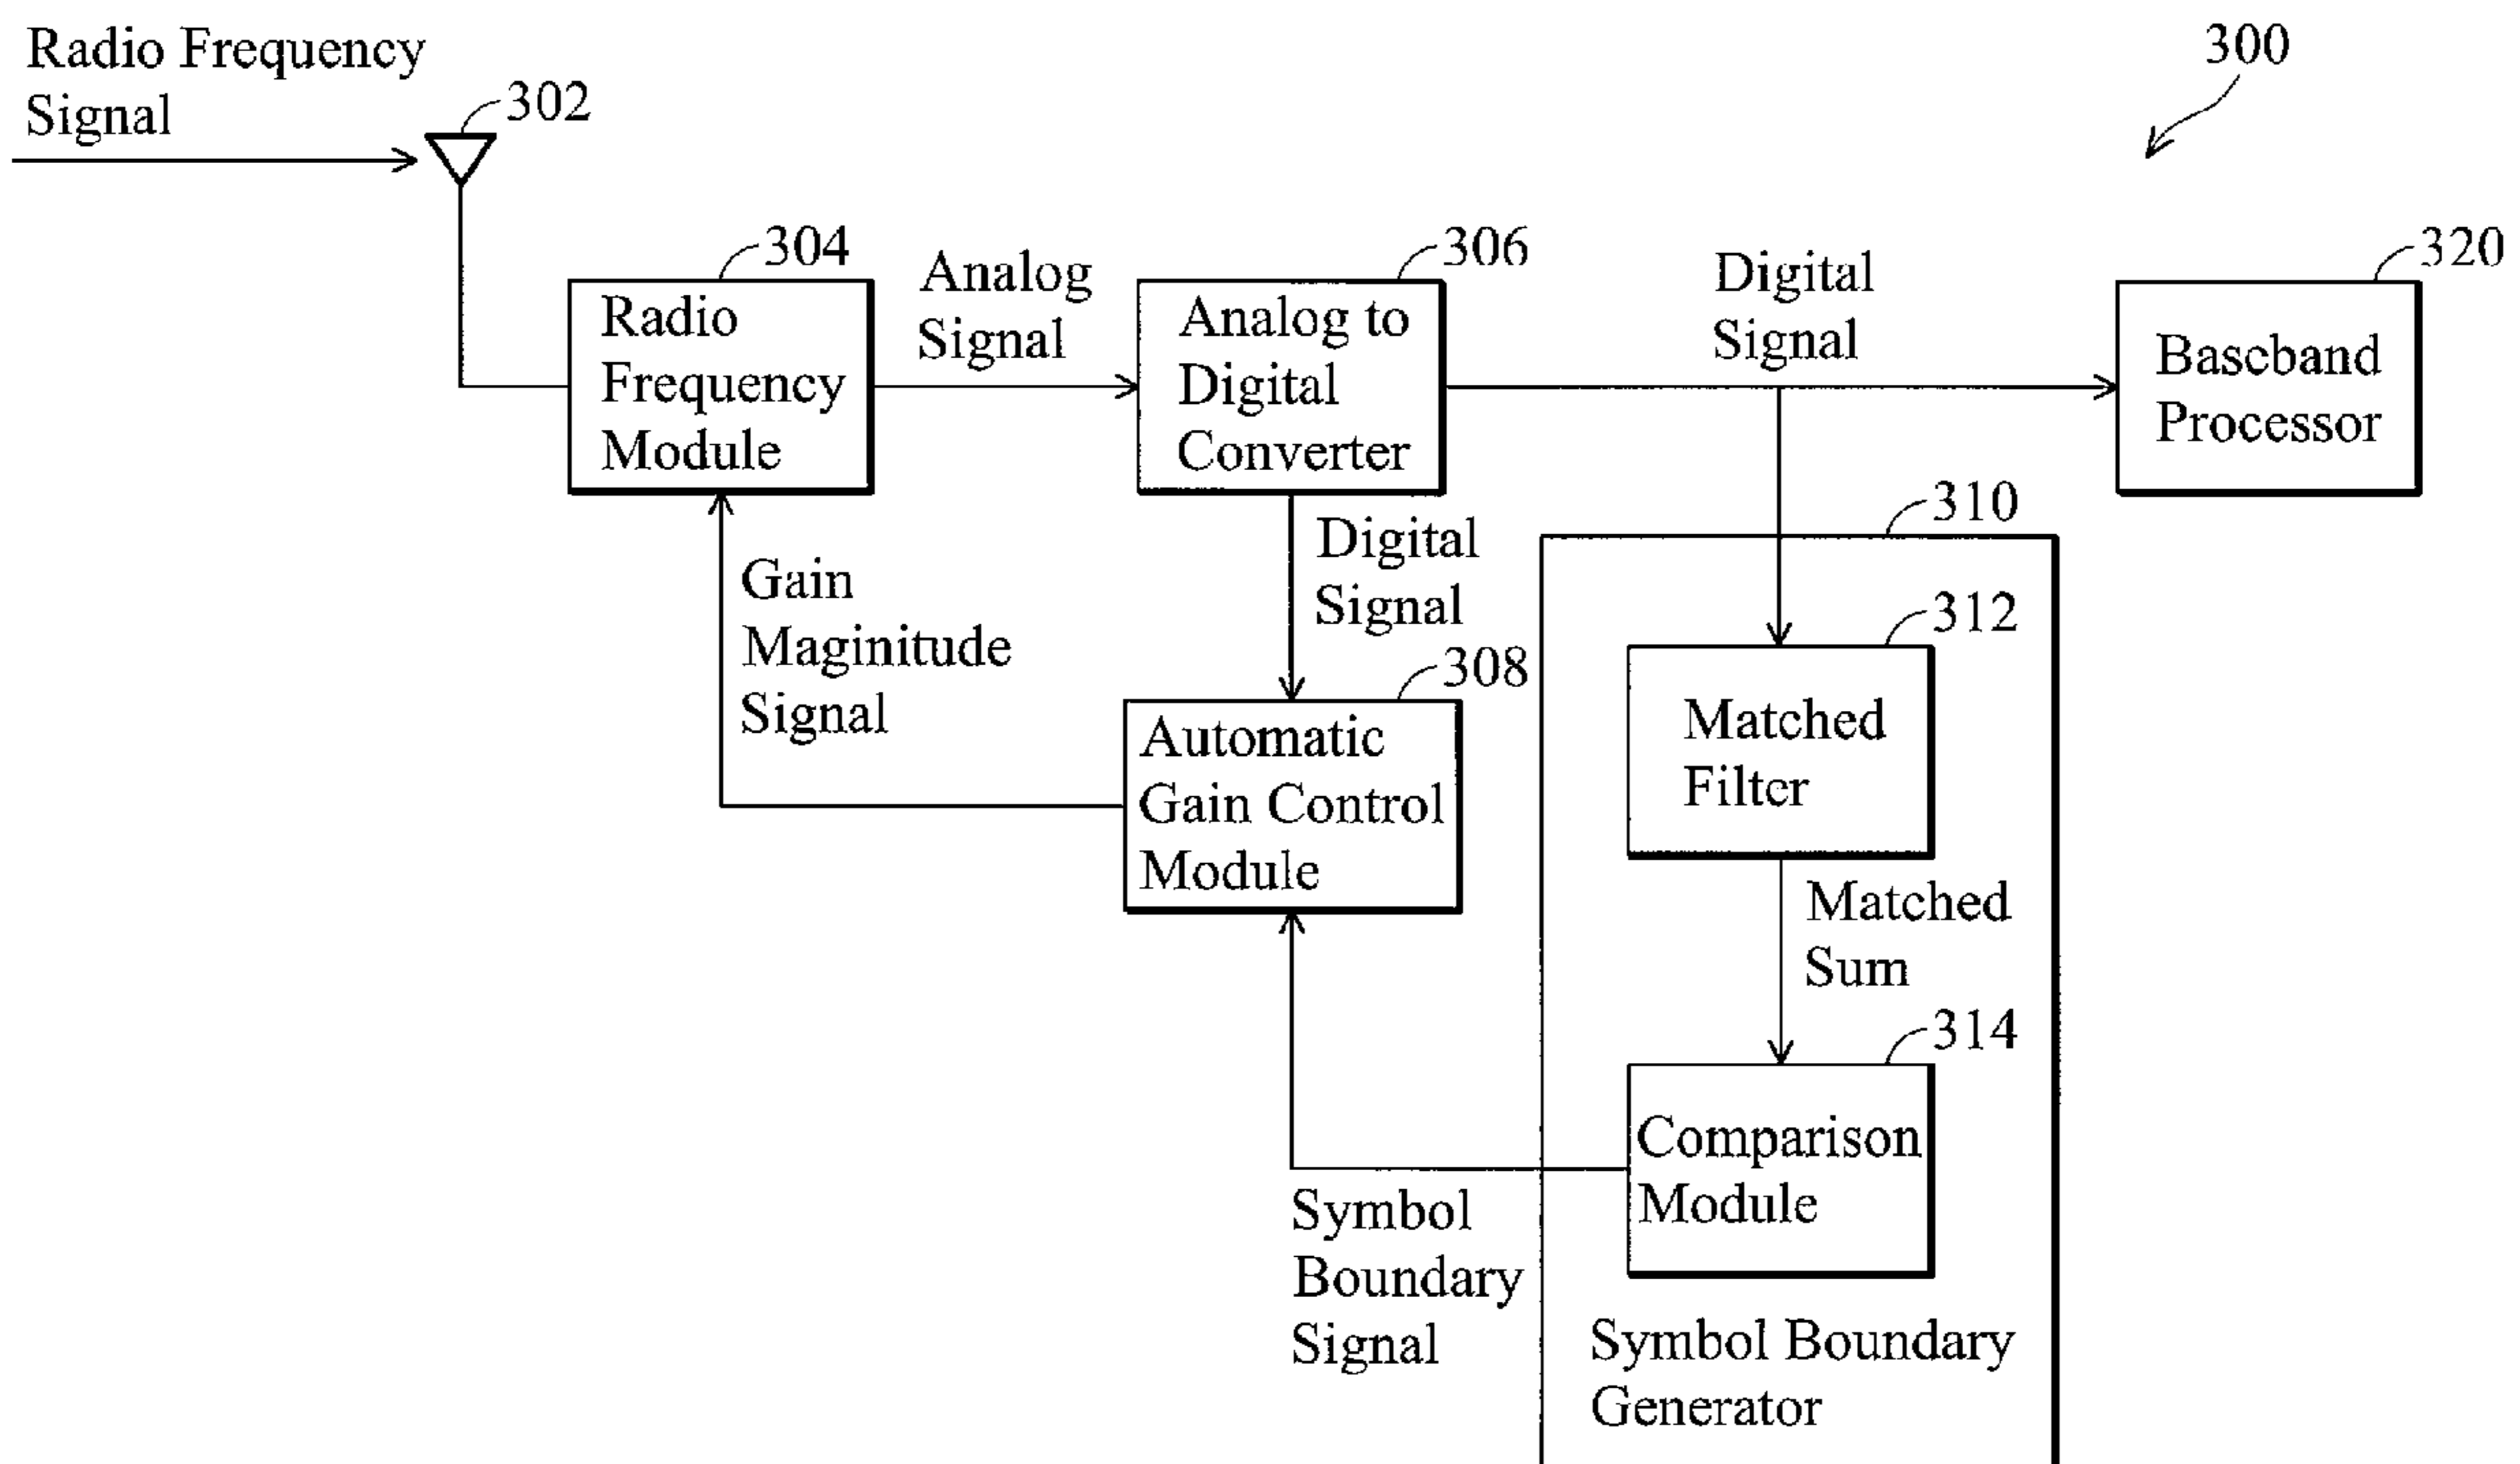 Radio Frequency
Signal
302
300
304
Radio
Frequency
Module
Analog
Signal
306
Analog to
Digital
Converter
Digital
Signal
320
Baseband
Processor
Gain
Maginitude
Signal
Digital
Signal
308
Automatic
Gain Control
Module
310
312
Matched
Filter
Matched
Sum
314
Comparison
Module
Symbol
Boundary
Signal
Symbol Boundary
Generator